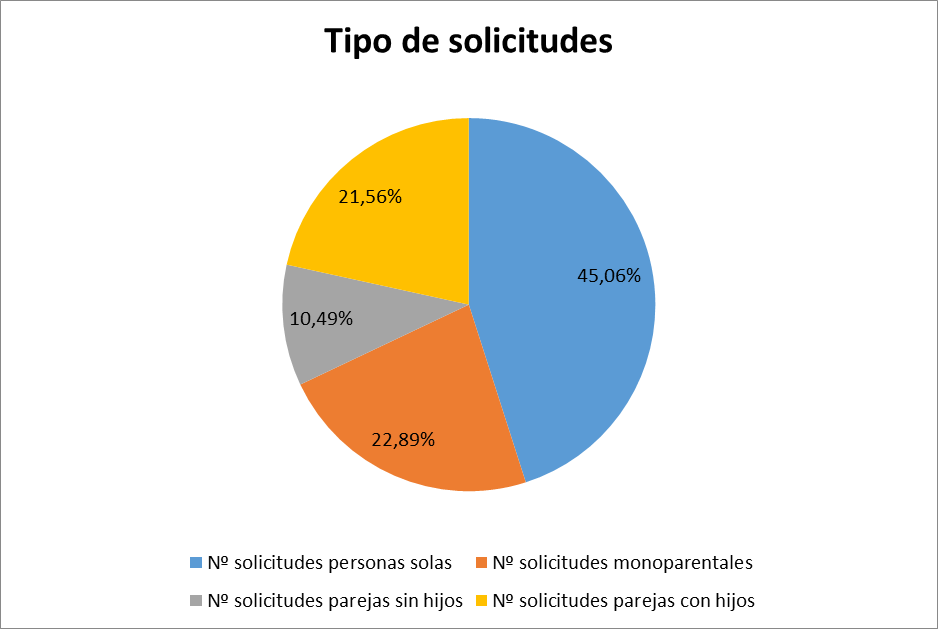 Tipo de solicitudes
21,56%
45,06%
10,49%
22,89%
Nº solicitudes personas solas
Nº solicitudes monoparentales
Nº solicitudes parejas sin hijos
Nº solicitudes parejas con hijos